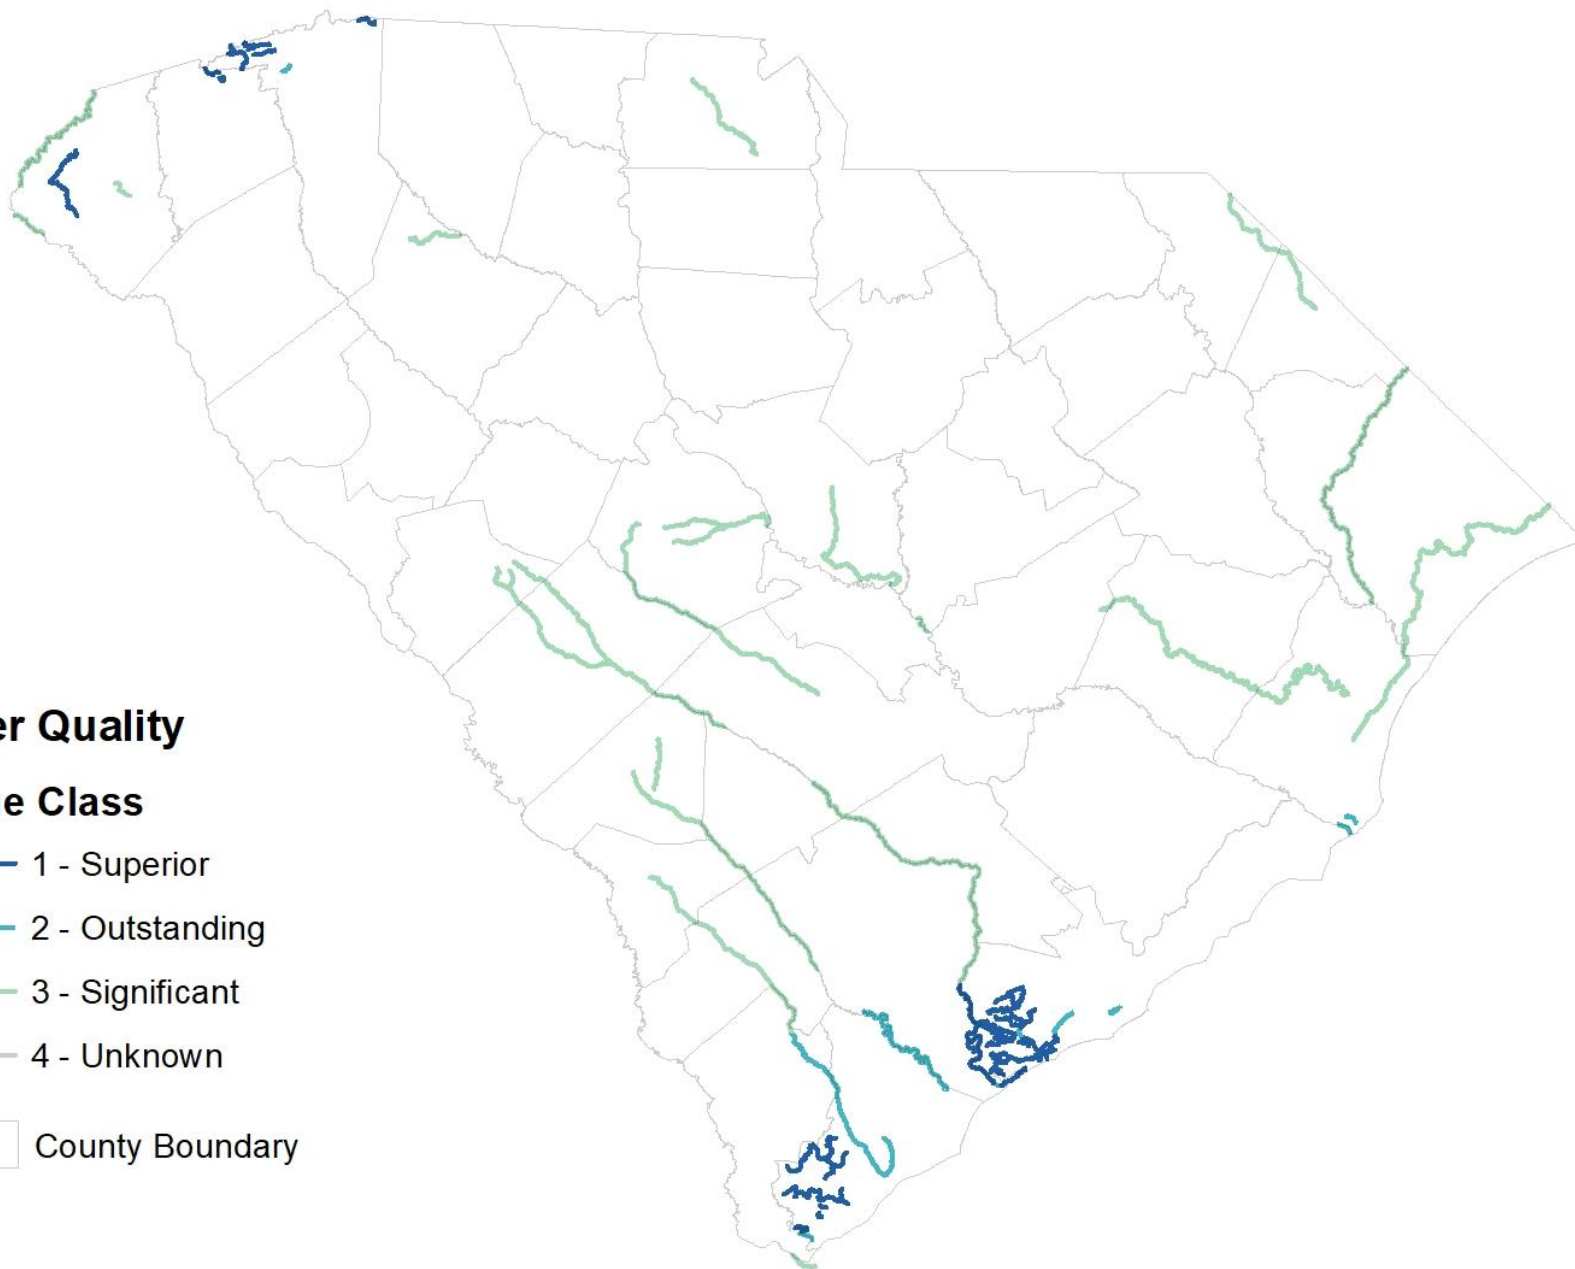 er Quality
e Class
1 - Superior
2 - Outstanding
3 - Significant
4 - Unknown
County Boundary